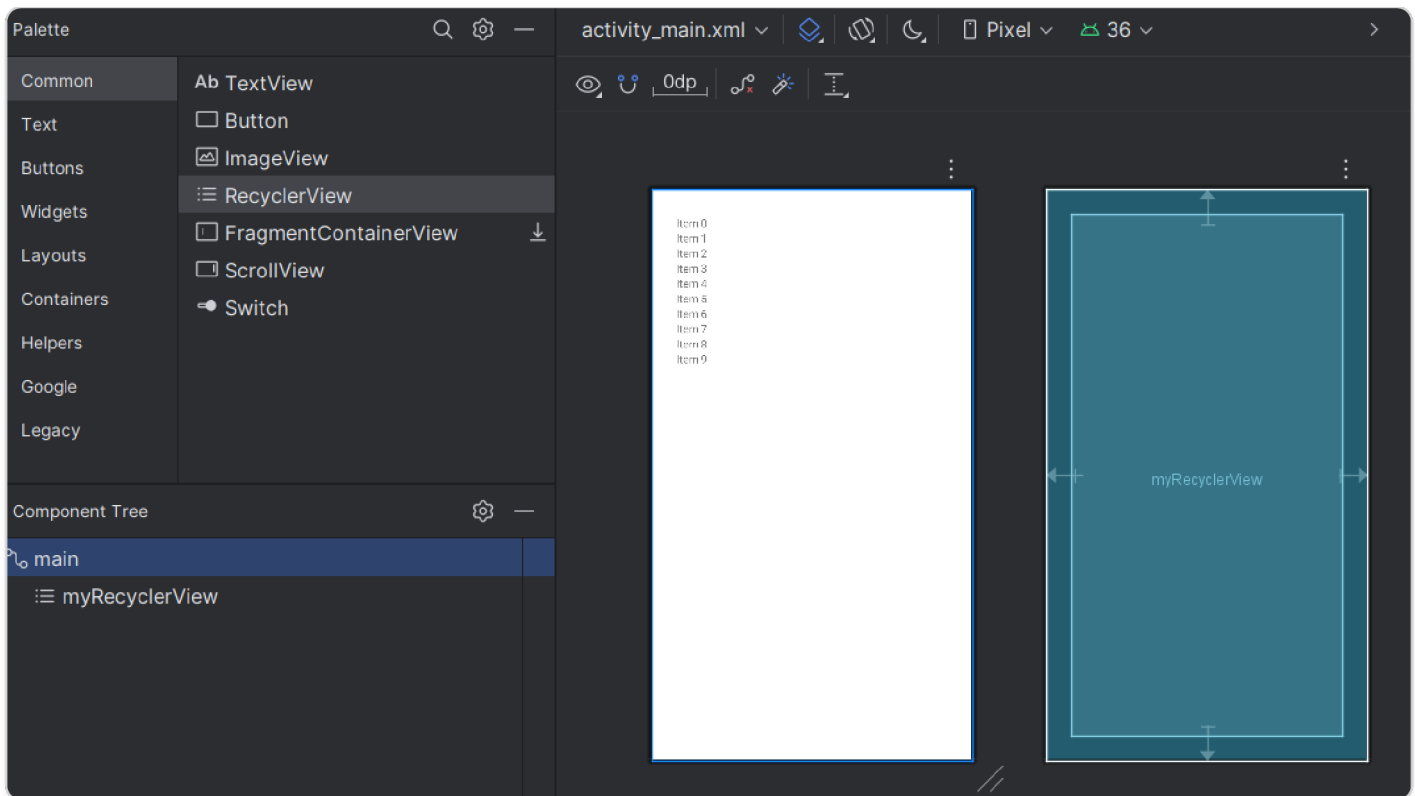 Palette
Common
Text
Buttons
Widgets
Layouts
Containers
Helpers
Google
Legacy
Ab TextView
Button
ImageView
RecyclerView
FragmentContainerView
ScrollView
Switch
Component Tree
main
myRecyclerView
activity_main.xml
Pixel
36
0dp
Item 0
Item 1
Item 2
Item 3
Item 4
Item 5
Item 6
Item 7
Item 8
Item 9
myRecyclerView